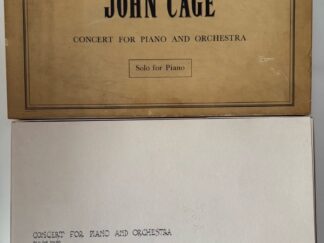 JOHN CAGE
CONCERT FOR PIANO AND ORCHESTRA
Solo for Piano
CONCERT FOR PIANO AND ORCHESTRA